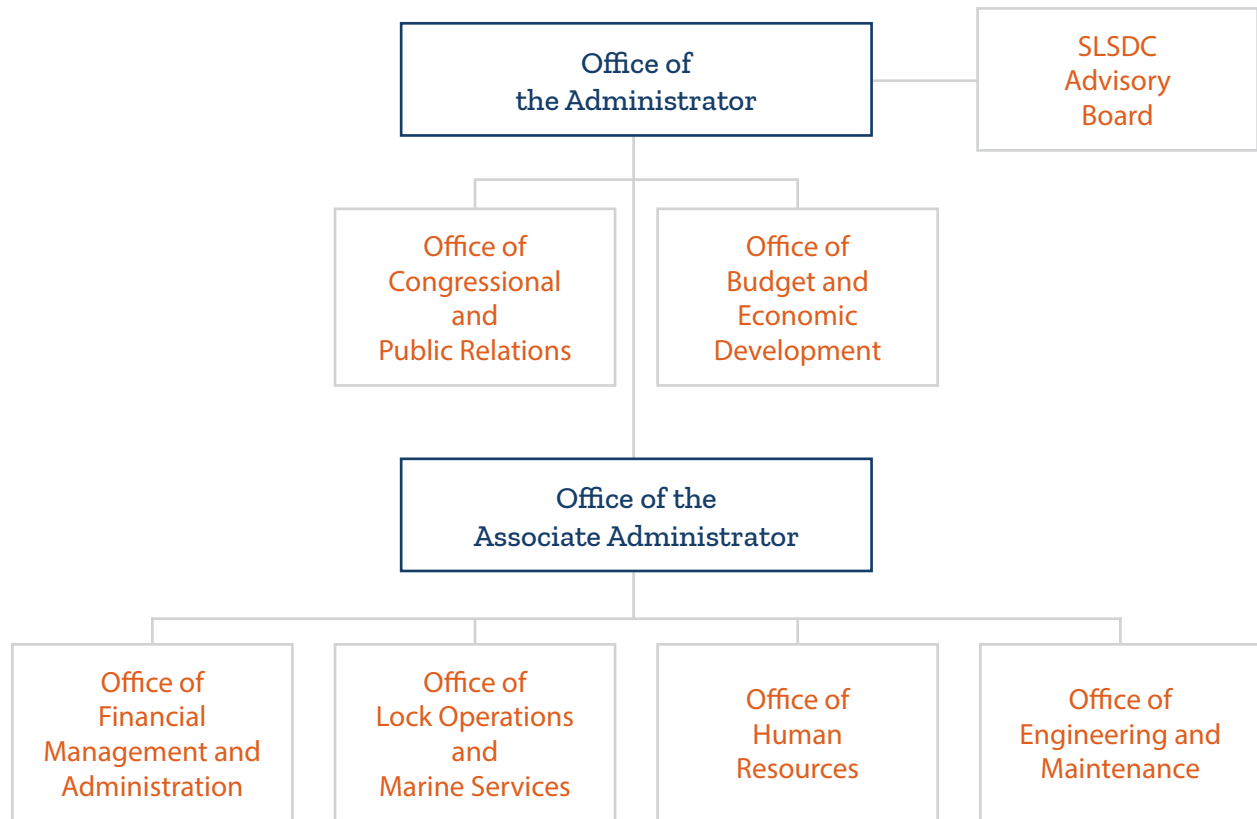 Office of
the Administrator
SLSDC
Advisory
Board
Office of
Congressional
and
Public Relations
Office of
Budget and
Economic
Development
Office of the
Associate Administrator
Office of
Financial
Management and
Administration
Office of
Lock Operations
and
Marine Services
Office of
Human
Resources
Office of
Engineering and
Maintenance